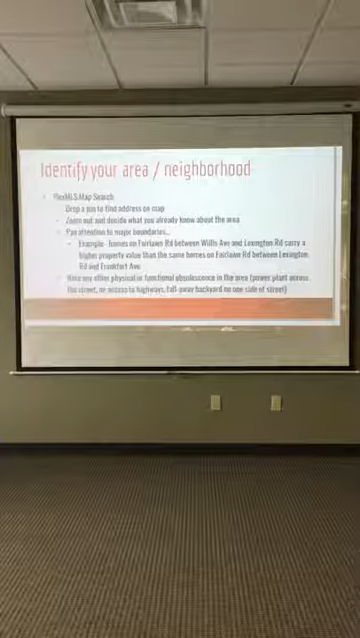 Identify your area / neighborhood
FlexMLS Map Search
Drop a pin to find address on map
Zoom out and decide what you already know about the area
Pay attention to major boundaries...
Example - homes on Fairlawn Rd between Willis Ave and Lexington Rd carry a
higher property value than the same homes on Fairlawn Rd between Lexington
Rd and Frankfort Ave
any other physical or functional obsolescence in the area (power plant across
the street, no access to highways, fall-away backyard on one side of street)